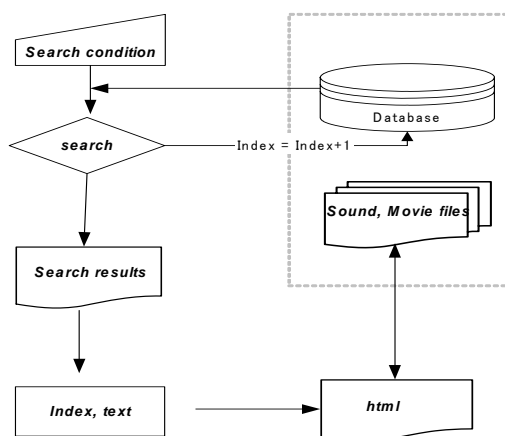 Search condition
Database
search
Index = Index+1
Sound, Movie files
Search results
Index, text
html